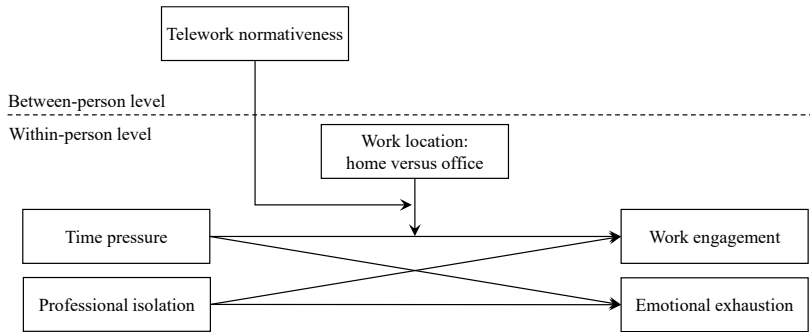 Telework normativeness
Between-person level
Within-person level
Work location:
home versus office
Time pressure
Work engagement
Professional isolation
Emotional exhaustion